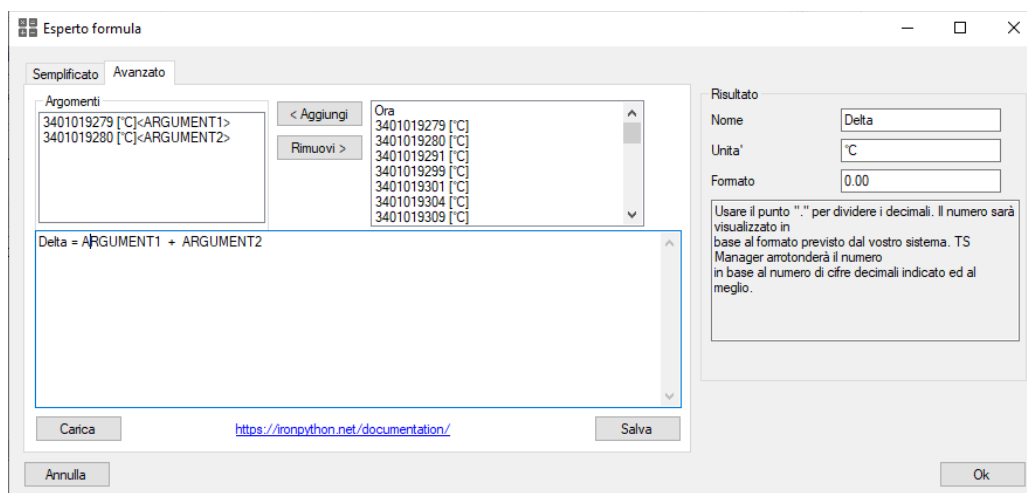 Esperto formula
Semplificato Avanzato
Argomenti
3401019279 [°C]<ARGUMENT1>
3401019280 [°C]<ARGUMENT2>
< Aggiungi
Rimuovi >
Ora
3401019279 [°C]
3401019280 [°C]
3401019291 [°C]
3401019299 [°C]
3401019301 [°C]
3401019304 [°C]
3401019309 [°C]
Delta = ARGUMENT1 + ARGUMENT2
Carica
https://ironpython.net/documentation/
Salva
Risultato
Nome Delta
Unita' °C
Formato 0.00
Usare il punto "." per dividere i decimali. Il numero sarà
visualizzato in
base al formato previsto dal vostro sistema. TS
Manager arrotonderà il numero
in base al numero di cifre decimali indicato ed al
meglio.
Annulla
Ok